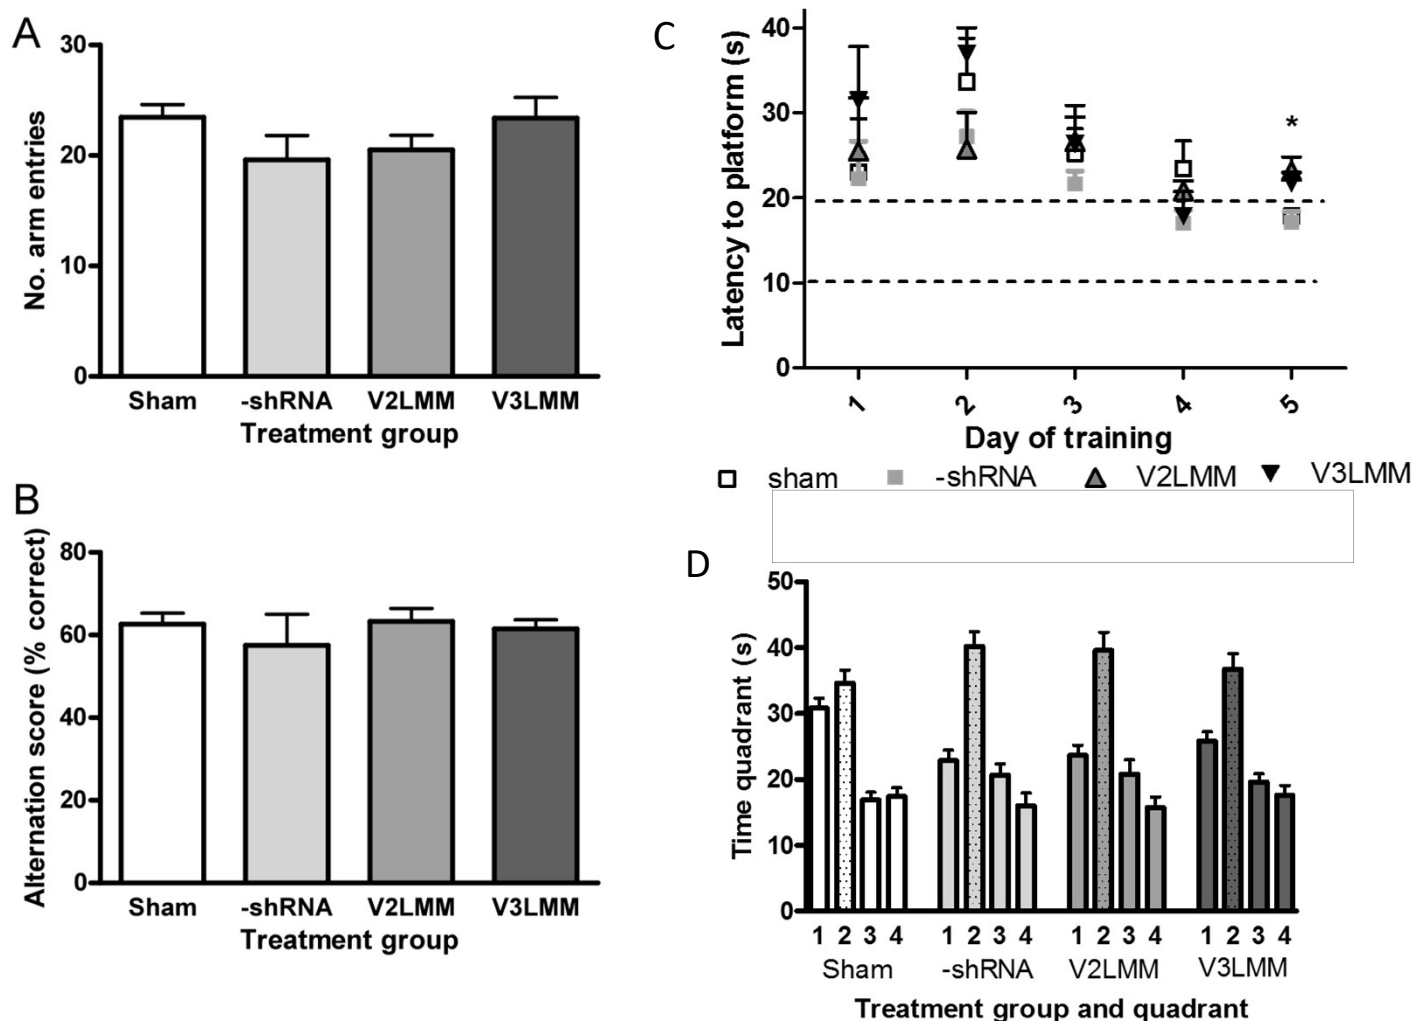 A
30
20
10
0
No. arm entries
Sham -shRNA V2LMM V3LMM
Treatment group
B
80
60
40
20
0
Alternation score (% correct)
Sham -shRNA V2LMM V3LMM
Treatment group
C
40
30
20
10
0
Latency to platform (s)
*
1 2 3 4 5
Day of training
sham -shRNA V2LMM V3LMM
D
50
40
30
20
10
0
Time quadrant (s)
1 2 3 4 1 2 3 4 1 2 3 4 1 2 3 4
Sham -shRNA V2LMM V3LMM
Treatment group and quadrant